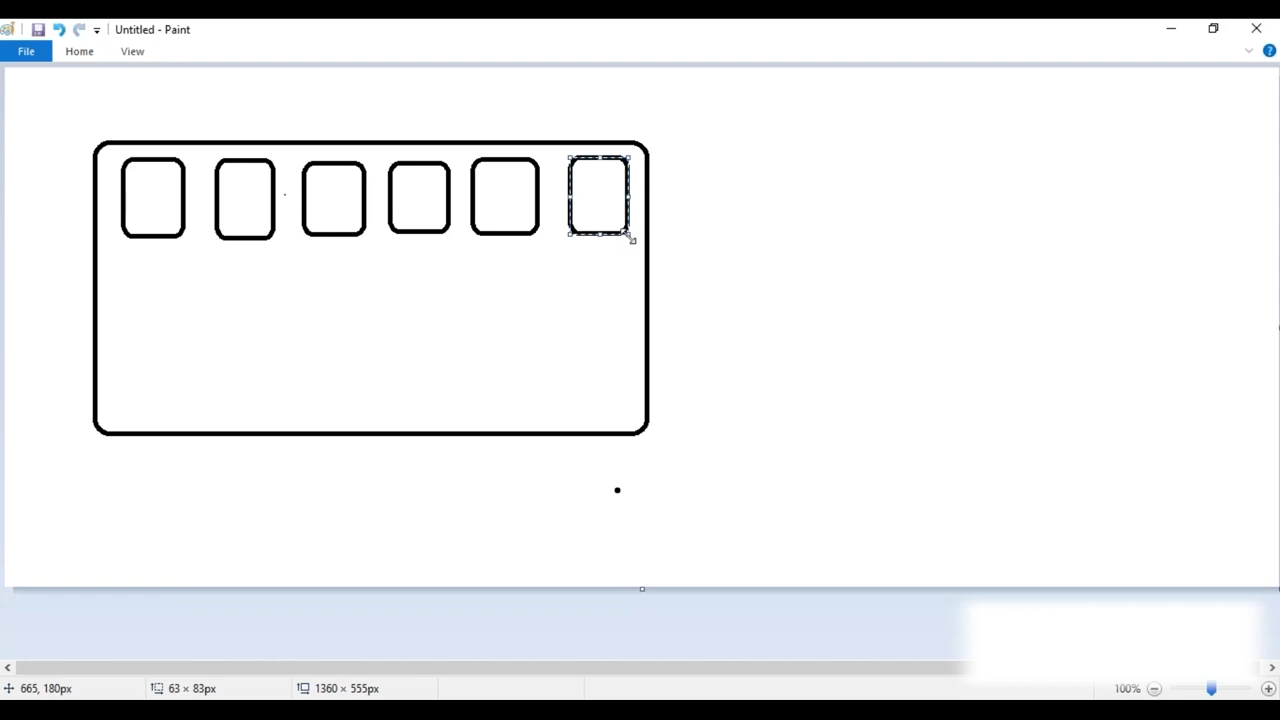 Untitled - Paint
File Home View
665, 180px 63 × 83px 1360 × 555px 100%